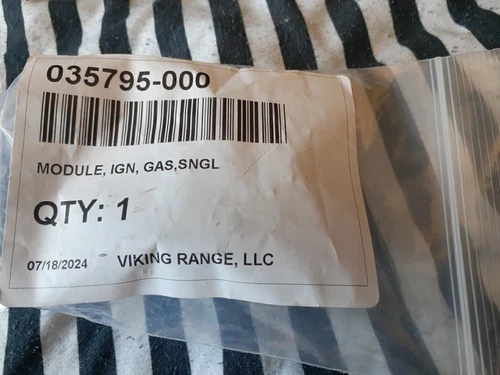 035795-000
MODULE, IGN, GAS,SNGL
QTY: 1
07/18/2024 VIKING RANGE, LLC